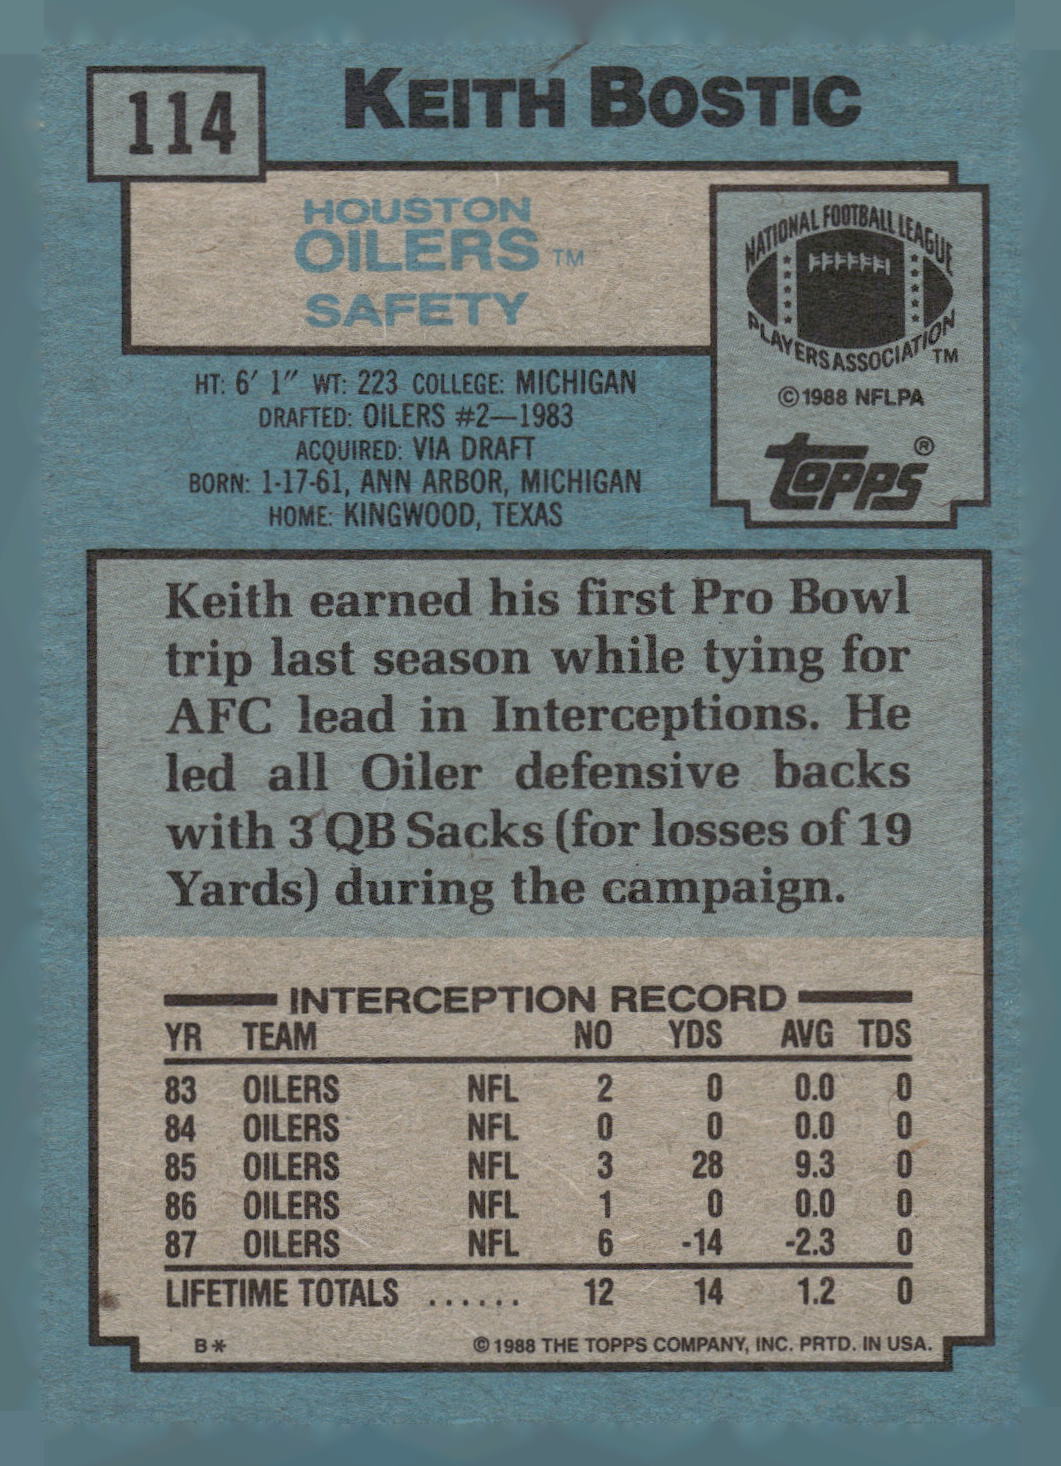 114
KEITH BOSTIC
HOUSTON
OILERS TM
SAFETY
NATIONAL FOOTBALL LEAGUE
PLAYERS ASSOCIATION TM
©1988 NFLPA
TOPPS ®
HT: 6′ 1″ WT: 223 COLLEGE: MICHIGAN
DRAFTED: OILERS #2—1983
ACQUIRED: VIA DRAFT
BORN: 1-17-61, ANN ARBOR, MICHIGAN
HOME: KINGWOOD, TEXAS
Keith earned his first Pro Bowl
trip last season while tying for
AFC lead in Interceptions. He
led all Oiler defensive backs
with 3 QB Sacks (for losses of 19
Yards) during the campaign.
INTERCEPTION RECORD
YR TEAM NO YDS AVG TDS
83 OILERS NFL 2 0 0.0 0
84 OILERS NFL 0 0 0.0 0
85 OILERS NFL 3 28 9.3 0
86 OILERS NFL 1 0 0.0 0
87 OILERS NFL 6 -14 -2.3 0
LIFETIME TOTALS ...... 12 14 1.2 0
B* ©1988 THE TOPPS COMPANY, INC. PRTD. IN USA.